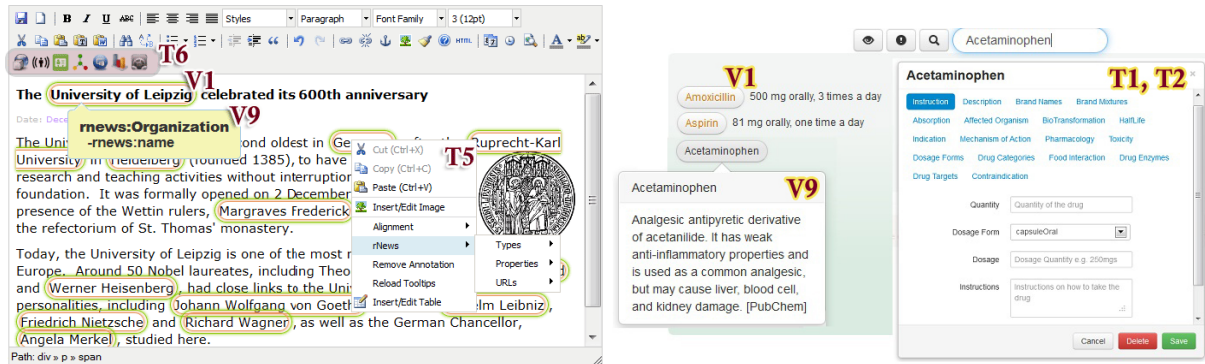 B I U ABC Styles Paragraph Font Family 3 (12pt)
HTML
T6
V1
The University of Leipzig celebrated its 600th anniversary
V9
rnews:Organization
-rnews:name
Date: Dece
The Uni ond oldest in Ge after the Ruprecht-Karl
University in Heidelberg (founded 1385), to have
research and teaching activities without interruption
foundation. It was formally opened on 2 December
presence of the Wettin rulers, Margraves Frederick
the refectorium of St. Thomas' monastery.
Today, the University of Leipzig is one of the most
Europe. Around 50 Nobel laureates, including Theo
and Werner Heisenberg, had close links to the Uni
personalities, including Johann Wolfgang von Goeth elm Leibniz,
Friedrich Nietzsche and Richard Wagner, as well as the German Chancellor,
Angela Merkel, studied here.
Path: div » p » span
T5
Cut (Ctrl+X)
Copy (Ctrl+C)
Paste (Ctrl+V)
Insert/Edit Image
Alignment
rNews
Remove Annotation
Reload Tooltips
Insert/Edit Table
Types
Properties
URLs
Acetaminophen
V1
Amoxicillin 500 mg orally, 3 times a day
Aspirin 81 mg orally, one time a day
Acetaminophen
Acetaminophen V9
Analgesic antipyretic derivative
of acetanilide. It has weak
anti-inflammatory properties and
is used as a common analgesic,
but may cause liver, blood cell,
and kidney damage. [PubChem]
Acetaminophen T1, T2 ×
Instruction Description Brand Names Brand Mixtures
Absorption Affected Organism BioTransformation HalfLife
Indication Mechanism of Action Pharmacology Toxicity
Dosage Forms Drug Categories Food Interaction Drug Enzymes
Drug Targets Contraindication
Quantity Quantity of the drug
Dosage Form capsuleOral
Dosage Dosage Quantity e.g. 250mgs
Instructions Instructions on how to take the
drug
Cancel Delete Save